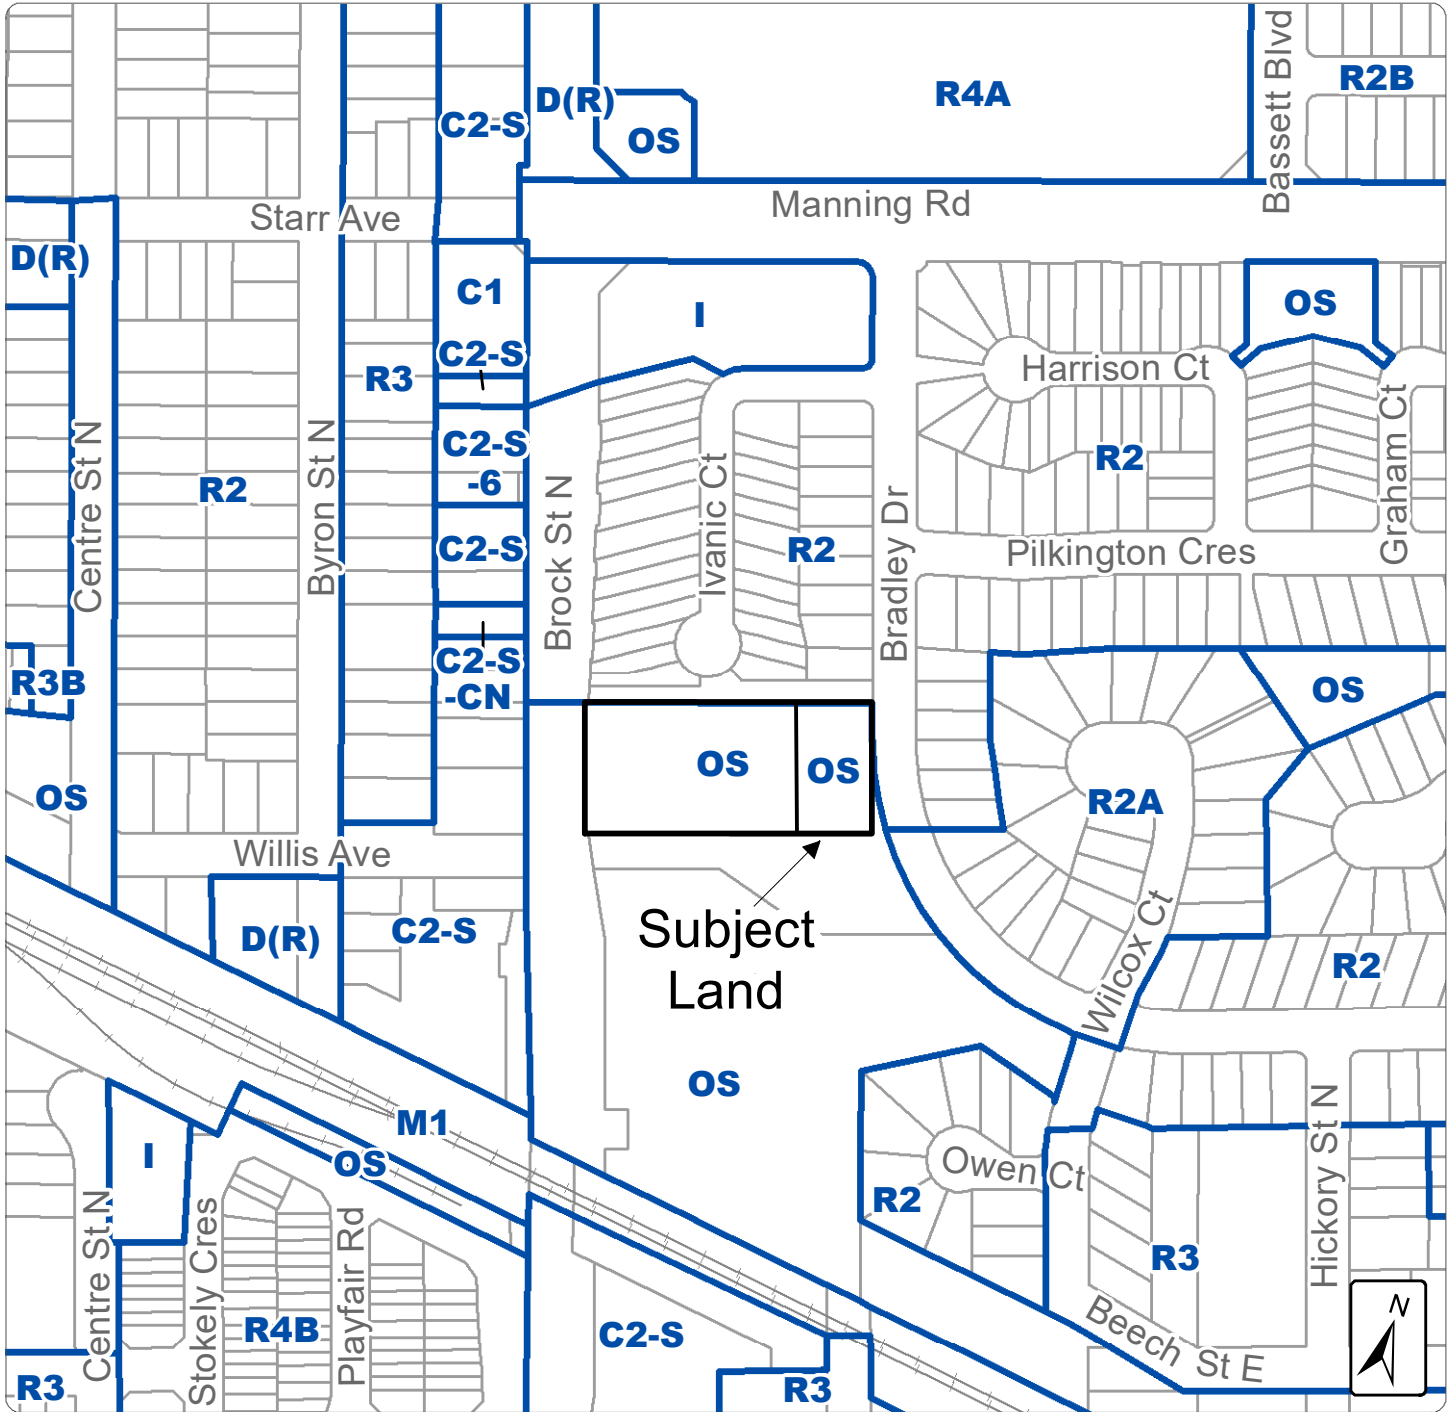 Bassett Blvd
R2B
R4A
D(R)
C2-S
OS
Manning Rd
Starr Ave
D(R)
C1
I
OS
C2-S
R3
Harrison Ct
Graham Ct
C2-S
-6
R2
R2
Centre St N
Byron St N
Brock St N
Ivanic Ct
Bradley Dr
C2-S
R2
Pilkington Cres
C2-S
-CN
R3B
OS
OS
OS
OS
R2A
Willis Ave
D(R)
C2-S
Subject
Land
Wilcox Ct
R2
OS
M1
I
OS
Owen Ct
R2
Hickory St N
R3
Centre St N
Stokely Cres
Playfair Rd
R4B
C2-S
Beech St E
N
R3
R3